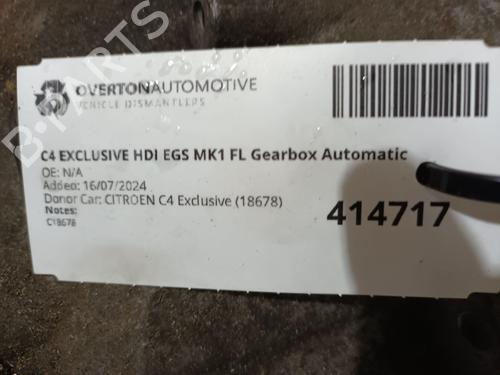 OVERTONAUTOMOTIVE
VEHICLE DISMANTLERS
C4 EXCLUSIVE HDI EGS MK1 FL Gearbox Automatic
OE: N/A
Added: 16/07/2024
Donor Car: CITROEN C4 Exclusive (18678)
Notes:
C18678
414717